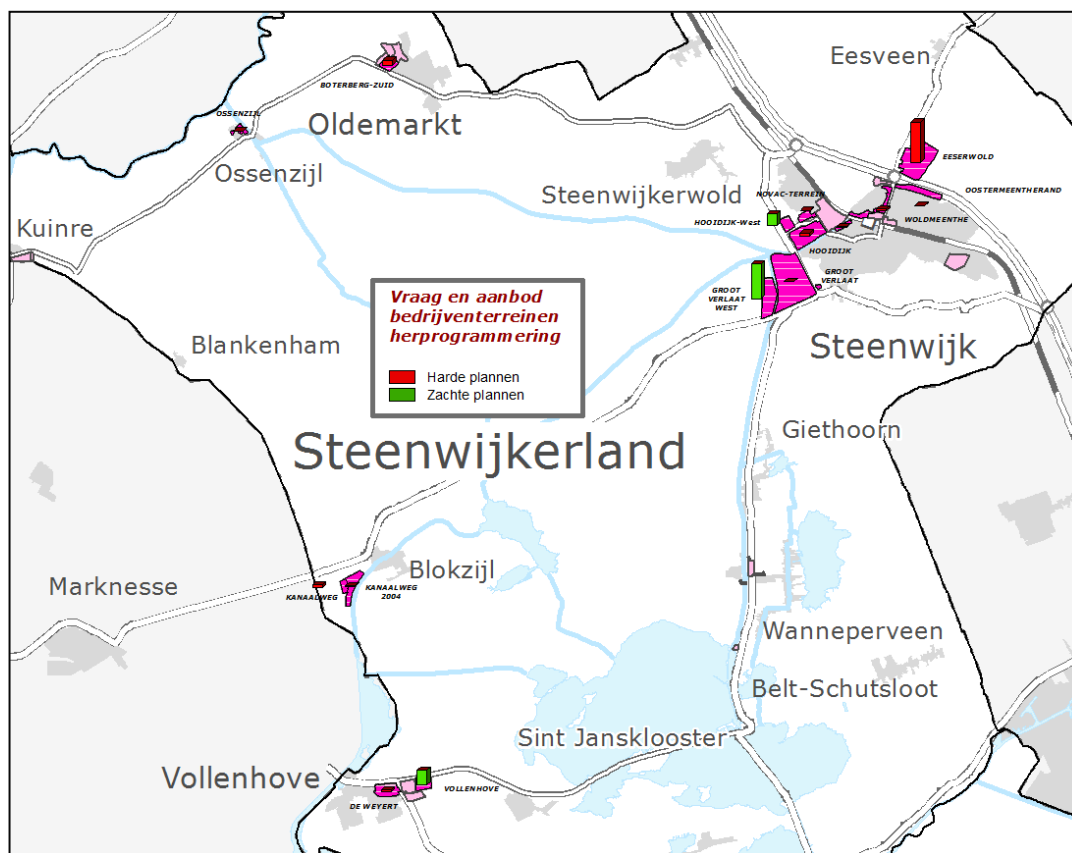 Eesveen
BOTERBERG-ZUID
OSSENZIJL
Oldemarkt
EESERWOLD
Ossenzijl
OOSTERMEENTHERAND
Steenwijkerwold
NOVAC-TERREIN
HOOIDIJK-West
WOLDMEENTHE
Kuinre
HOOIDIJK
GROOT
VERLAAT
GROOT
VERLAAT
WEST
Vraag en aanbod
bedrijventerreinen
herprogrammering
Harde plannen
Zachte plannen
Blankenham
Steenwijk
Giethoorn
Steenwijkerland
Blokzijl
Marknesse
KANAALWEG
KANAALWEG
2004
Wanneperveen
Belt-Schutsloot
Sint Jansklooster
Vollenhove
VOLLENHOVE
DE WEYERT